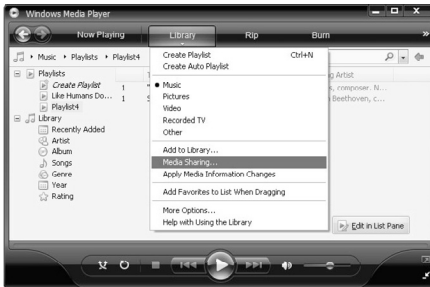 Windows Media Player
Now Playing Library Rip Burn »
Music Playlists Playlist4
Create Playlist Ctrl+N
Create Auto Playlist
Music
Pictures
Video
Recorded TV
Other
Add to Library...
Media Sharing...
Apply Media Information Changes
Add Favorites to List When Dragging
More Options...
Help with Using the Library
Playlists
Create Playlist
Like Humans Do...
Playlist4
Library
Recently Added
Artist
Album
Songs
Genre
Year
Rating
1
1
Artist
composer. N...
Beethoven, c...
Edit in List Pane